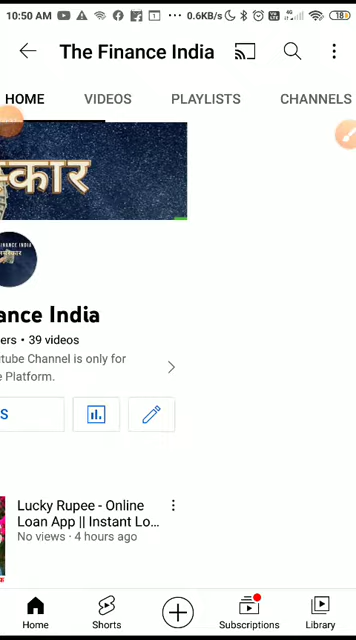 10:50 AM 0.6KB/s 4G 18
The Finance India
HOME VIDEOS PLAYLISTS CHANNELS
स्कार
ance India
ers • 39 videos
utube Channel is only for
e Platform.
S
Lucky Rupee - Online
Loan App || Instant Lo...
No views · 4 hours ago
Home Shorts Subscriptions Library